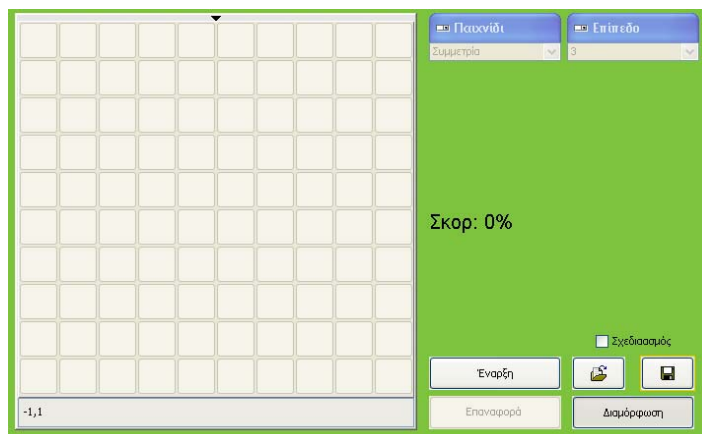 Παιχνίδι
Επίπεδο
Συμμετρία
3
Σκορ: 0%
Σχεδιασμός
Έναρξη
-1,1
Επαναφορά
Διαμόρφωση